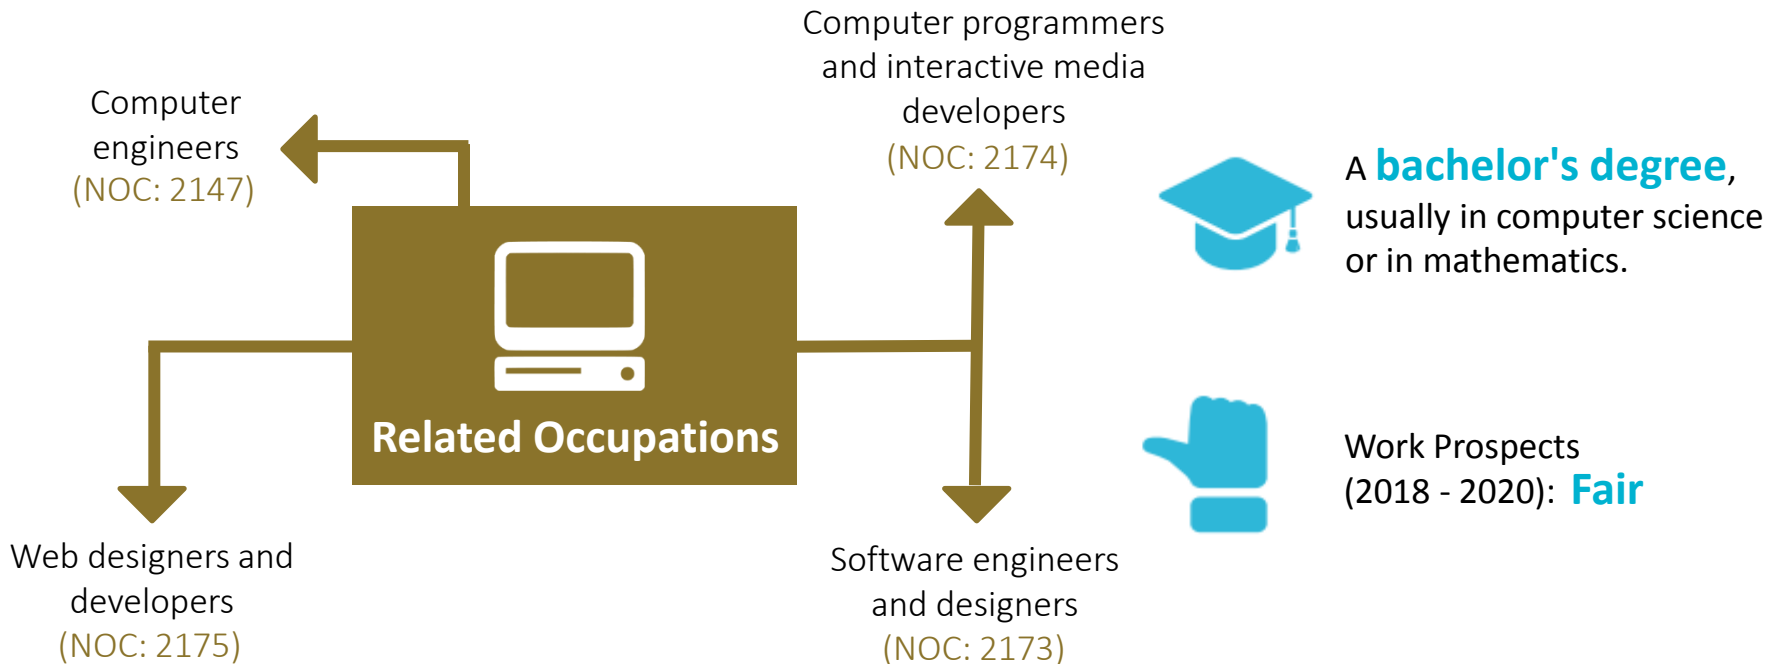 Computer programmers
and interactive media
developers
(NOC: 2174)
Computer
engineers
(NOC: 2147)
Related Occupations
Web designers and
developers
(NOC: 2175)
Software engineers
and designers
(NOC: 2173)
A bachelor's degree,
usually in computer science
or in mathematics.
Work Prospects
(2018 - 2020): Fair